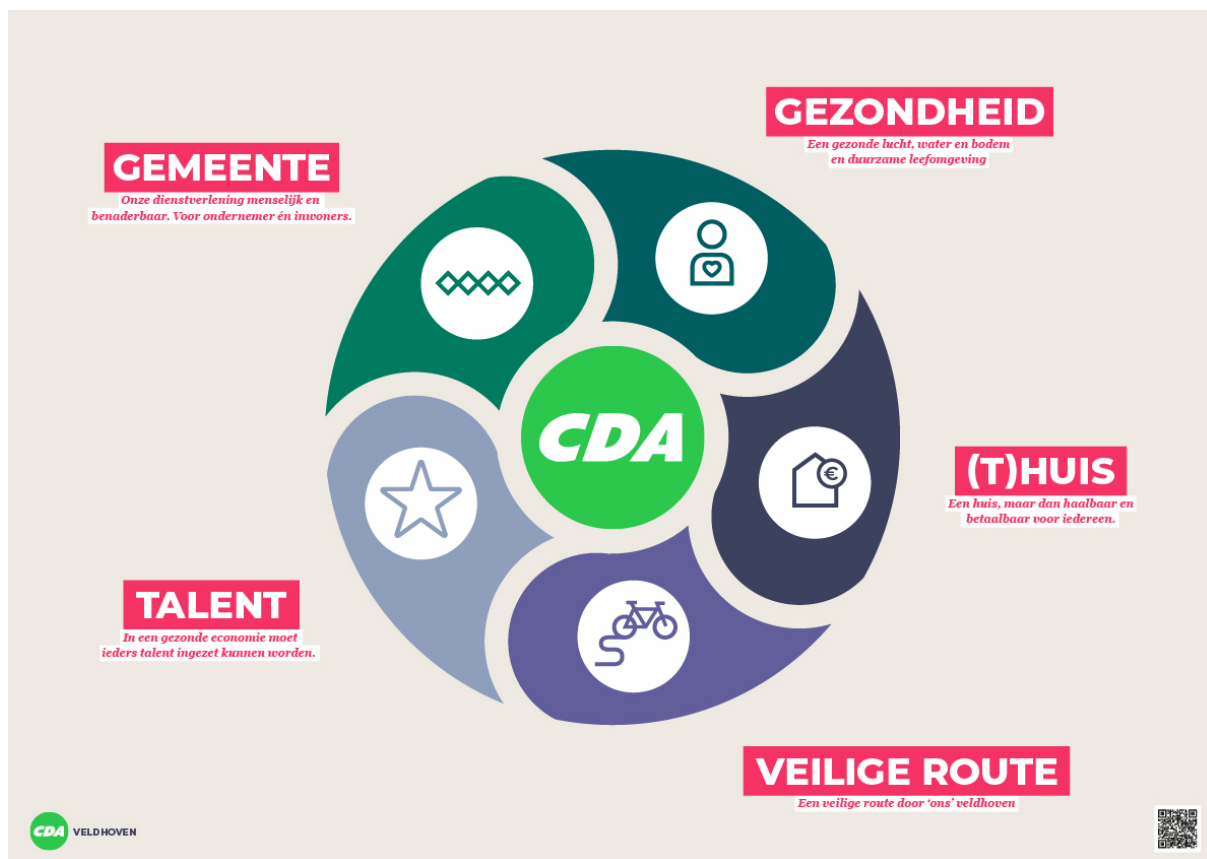 GEZONDHEID
Een gezonde lucht, water en bodem
en duurzame leefomgeving
GEMEENTE
Onze dienstverlening menselijk en
benaderbaar. Voor ondernemer én inwoners.
CDA
€
(T)HUIS
Een huis, maar dan haalbaar en
betaalbaar voor iedereen.
TALENT
In een gezonde economie moet
ieders talent ingezet kunnen worden.
VEILIGE ROUTE
Een veilige route door ‘ons’ veldhoven
CDA VELDHOVEN